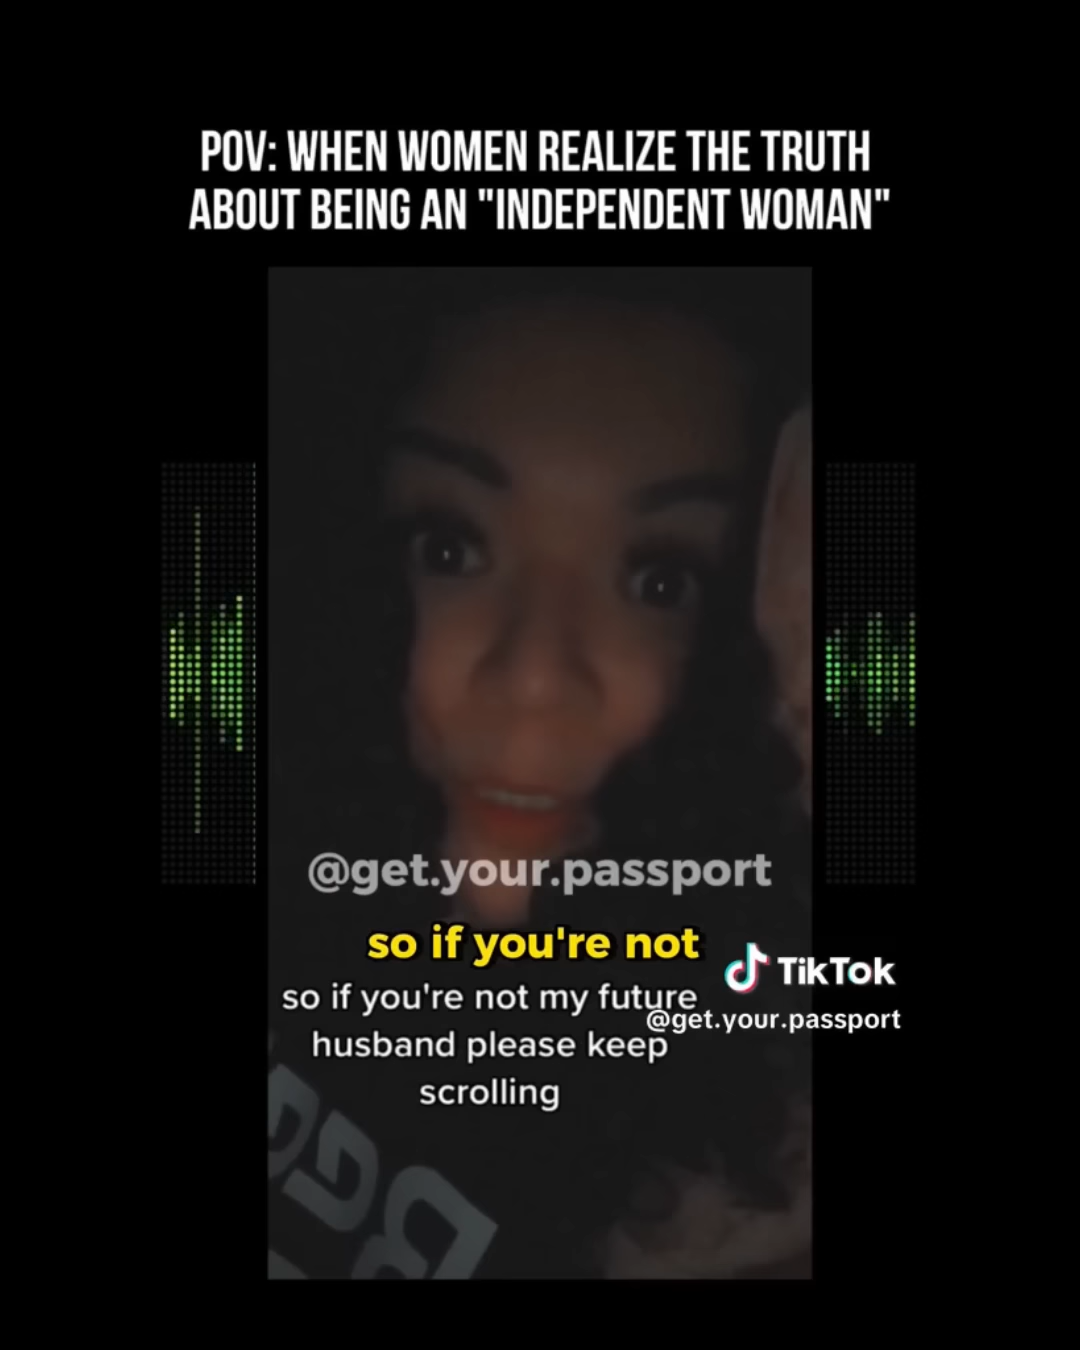 POV: WHEN WOMEN REALIZE THE TRUTH
ABOUT BEING AN "INDEPENDENT WOMAN"
@get.your.passport
so if you're not
so if you're not my future
husband please keep
scrolling
TikTok
@get.your.passport